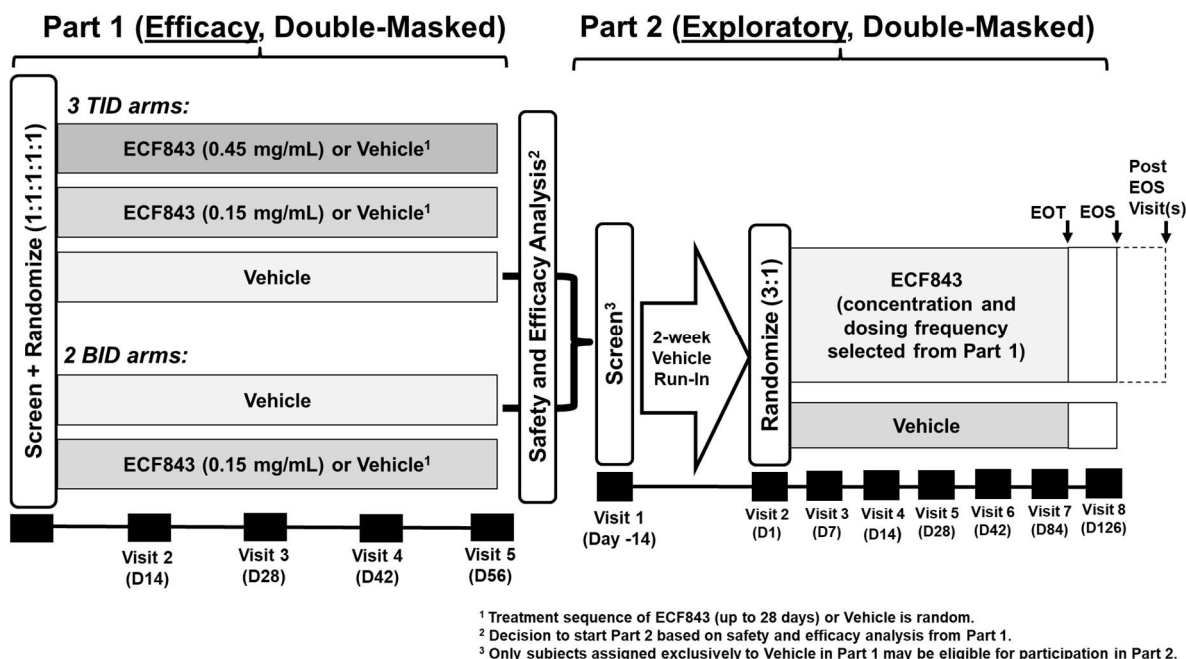 Part 1 (Efficacy, Double-Masked)
Part 2 (Exploratory, Double-Masked)
Screen + Randomize (1:1:1:1:1)
3 TID arms:
ECF843 (0.45 mg/mL) or Vehicle¹
ECF843 (0.15 mg/mL) or Vehicle¹
Vehicle
2 BID arms:
Vehicle
ECF843 (0.15 mg/mL) or Vehicle¹
Visit 2
(D14)
Visit 3
(D28)
Visit 4
(D42)
Visit 5
(D56)
Safety and Efficacy Analysis²
Screen³
2-week
Vehicle
Run-In
Randomize (3:1)
EOT
EOS
Post
EOS
Visit(s)
ECF843
(concentration and
dosing frequency
selected from Part 1)
Vehicle
Visit 1
(Day -14)
Visit 2
(D1)
Visit 3
(D7)
Visit 4
(D14)
Visit 5
(D28)
Visit 6
(D42)
Visit 7
(D84)
Visit 8
(D126)
¹ Treatment sequence of ECF843 (up to 28 days) or Vehicle is random.
² Decision to start Part 2 based on safety and efficacy analysis from Part 1.
³ Only subjects assigned exclusively to Vehicle in Part 1 may be eligible for participation in Part 2.